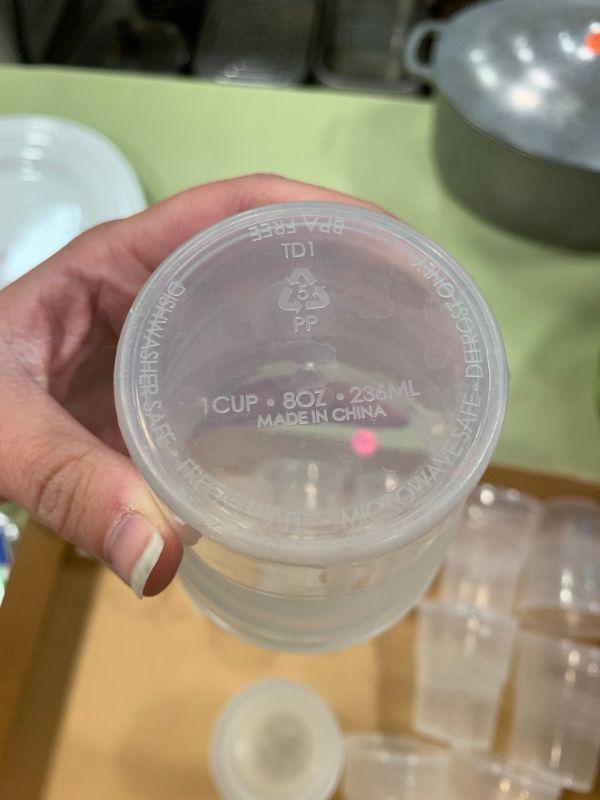 BPA FREE
TD1
5
PP
1 CUP • 8OZ • 236ML
MADE IN CHINA
DISHWASHER SAFE • FREEZER SAFE • MICROWAVE SAFE - DEFROST ONLY